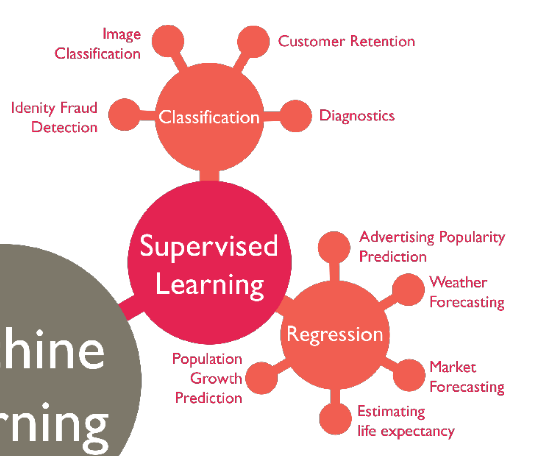 Image
Classification
Customer Retention
Idenity Fraud
Detection
Classification
Diagnostics
Supervised
Learning
Advertising Popularity
Prediction
Weather
Forecasting
Regression
Population
Growth
Prediction
Market
Forecasting
Estimating
life expectancy
hine
rning